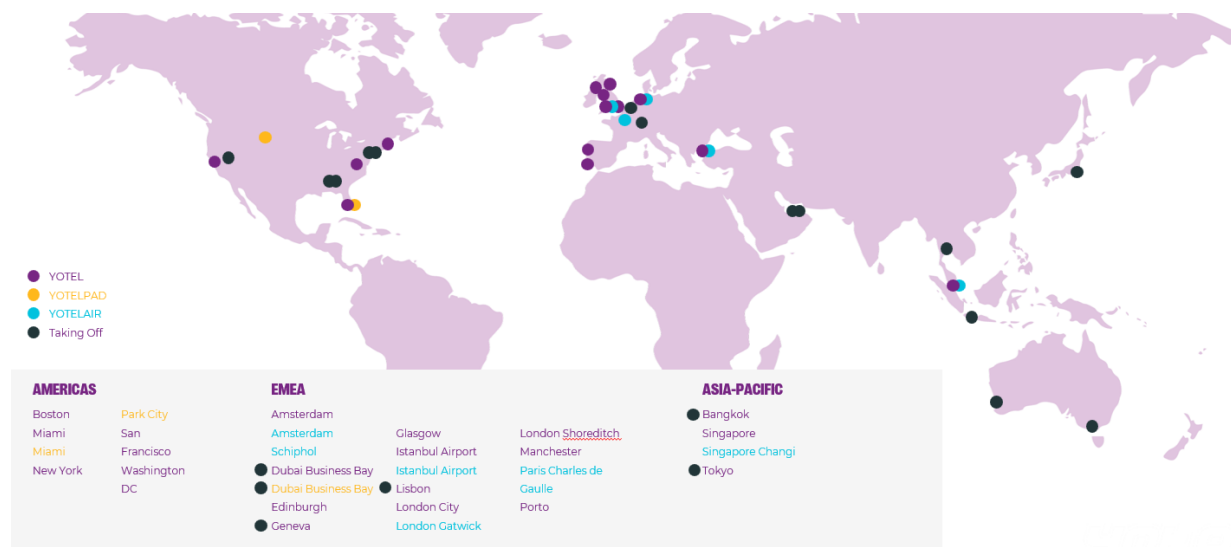 YOTEL
YOTELPAD
YOTELAIR
Taking Off
AMERICAS
Boston
Miami
Miami
New York
Park City
San
Francisco
Washington
DC
EMEA
Amsterdam
Amsterdam
Schiphol
Dubai Business Bay
Dubai Business Bay
Edinburgh
Geneva
Glasgow
Istanbul Airport
Istanbul Airport
Lisbon
London City
London Gatwick
London Shoreditch
Manchester
Paris Charles de
Gaulle
Porto
ASIA-PACIFIC
Bangkok
Singapore
Singapore Changi
Tokyo